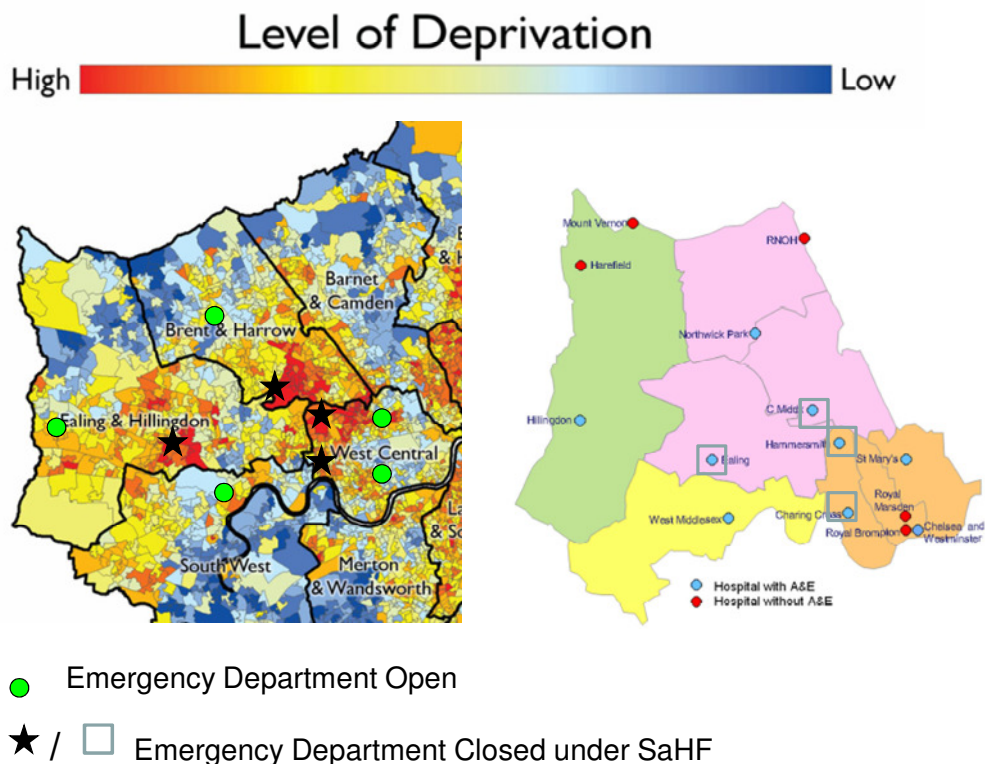 Level of Deprivation
High
Low
Barnet
& Camden
Brent & Harrow
Ealing & Hillingdon
West Central
South West
Merton
& Wandsworth
Mount Vernon
RNOH
Harefield
Northwick Park
C Middx
Hillingdon
Hammersmith
St Mary's
Ealing
Royal
Marsden
West Middlesex
Charing Cross
Royal Brompton
Chelsea and
Westminster
Hospital with A&E
Hospital without A&E
Emergency Department Open
/
Emergency Department Closed under SaHF